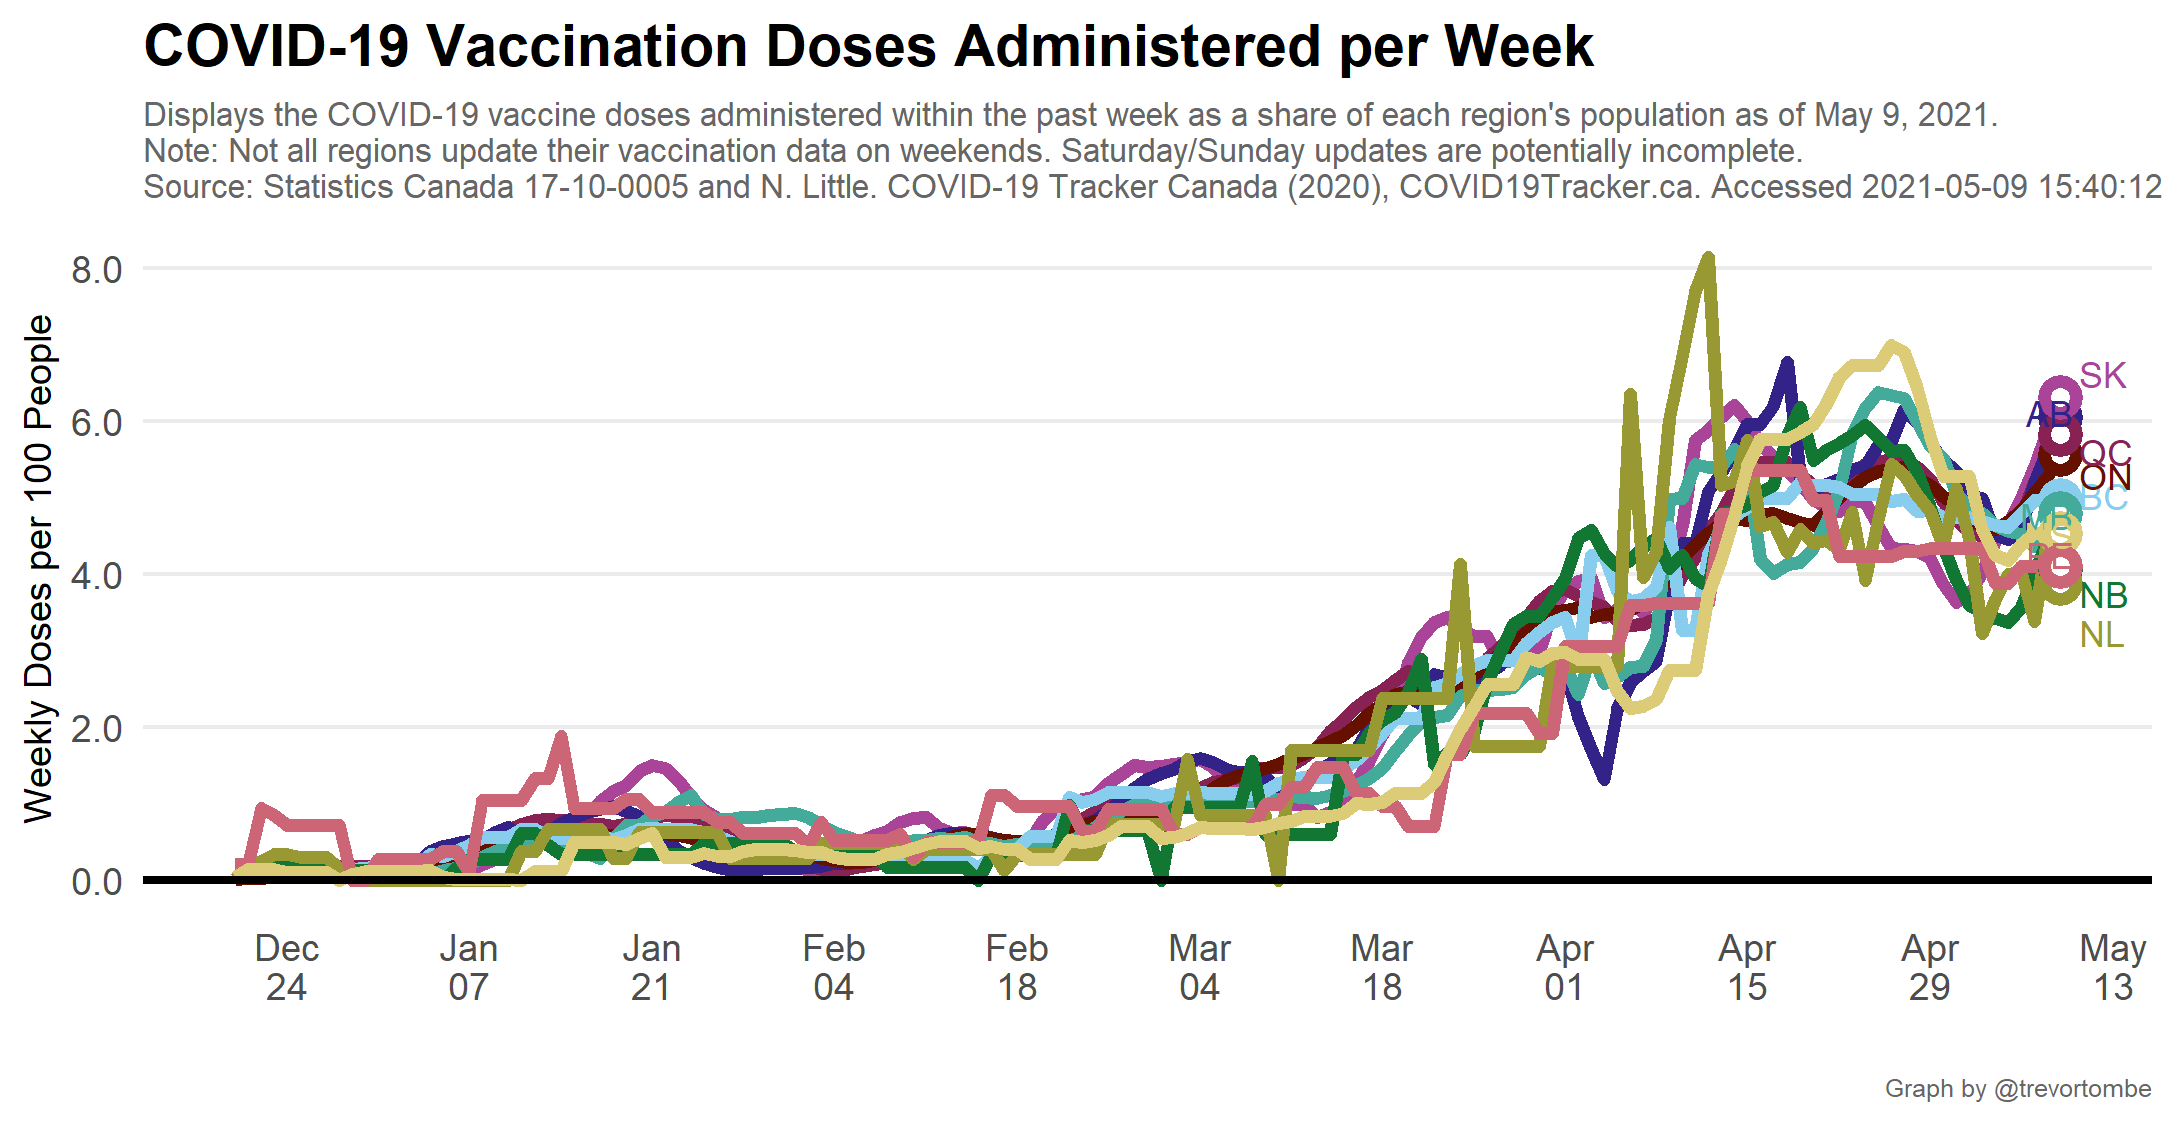 COVID-19 Vaccination Doses Administered per Week
Displays the COVID-19 vaccine doses administered within the past week as a share of each region's population as of May 9, 2021.
Note: Not all regions update their vaccination data on weekends. Saturday/Sunday updates are potentially incomplete.
Source: Statistics Canada 17-10-0005 and N. Little. COVID-19 Tracker Canada (2020), COVID19Tracker.ca. Accessed 2021-05-09 15:40:12
Weekly Doses per 100 People
8.0
6.0
4.0
2.0
0.0
SK
AB
QC
ON
BC
MB
NB
NL
Dec
24
Jan
07
Jan
21
Feb
04
Feb
18
Mar
04
Mar
18
Apr
01
Apr
15
Apr
29
May
13
Graph by @trevortombe